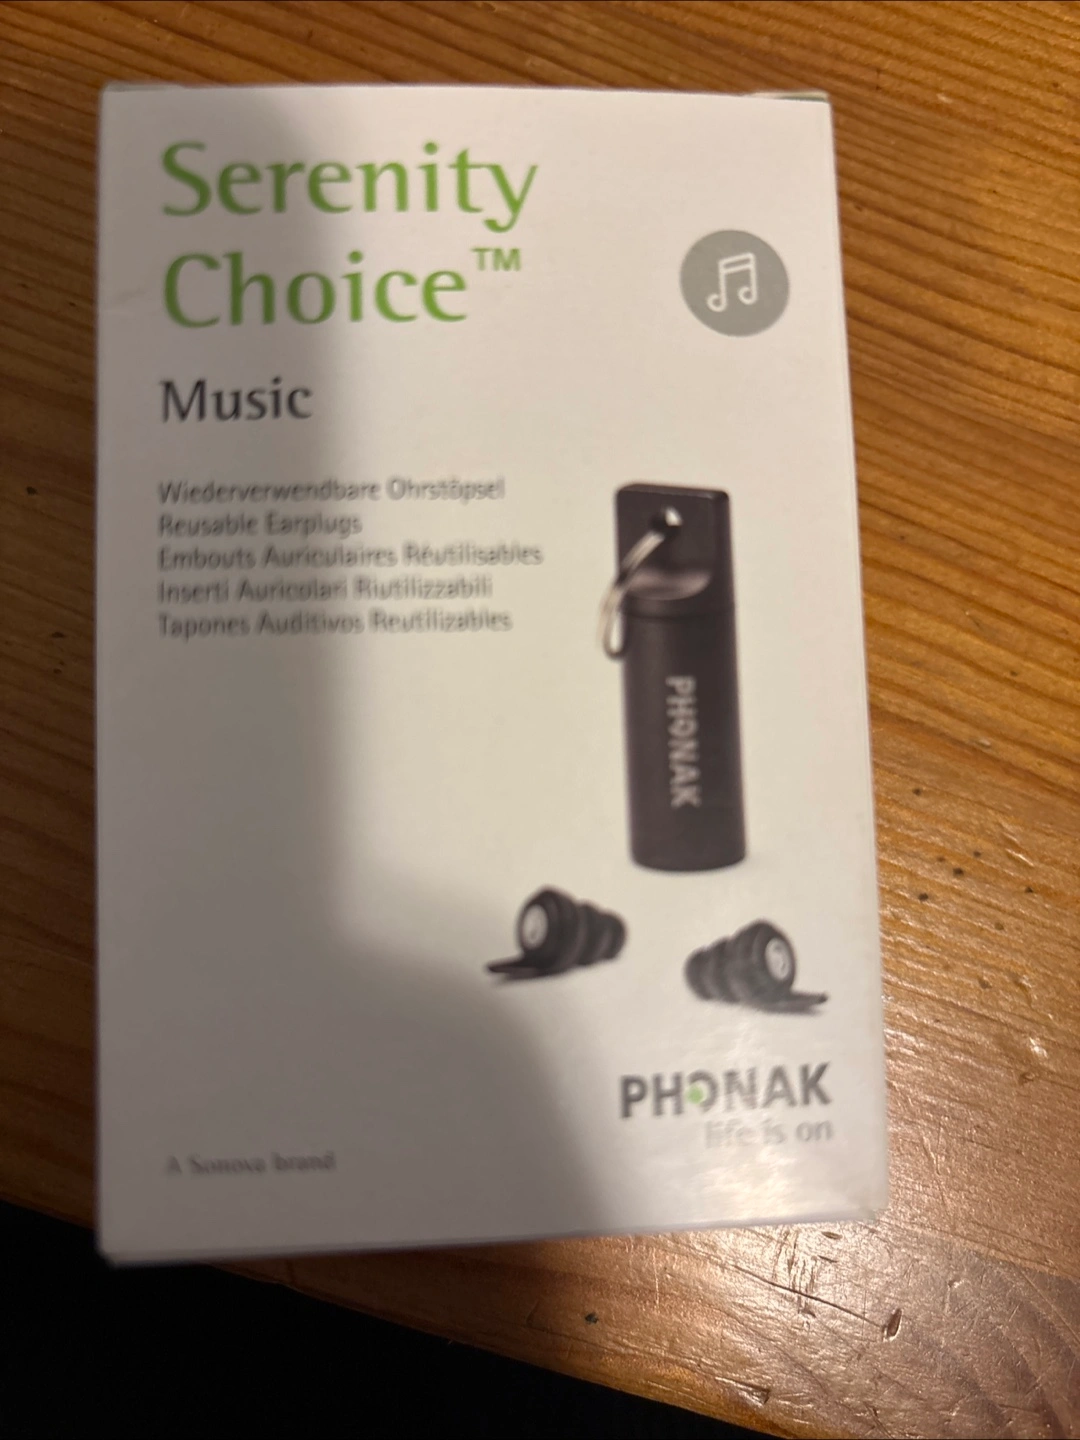 Serenity
Choice™
Music
Wiederverwendbare Ohrstöpsel
Reusable Earplugs
Embouts Auriculaires Réutilisables
Inserti Auricolari Riutilizzabili
Tapones Auditivos Reutilizables
PHONAK
PHONAK
life is on
A Sonova brand